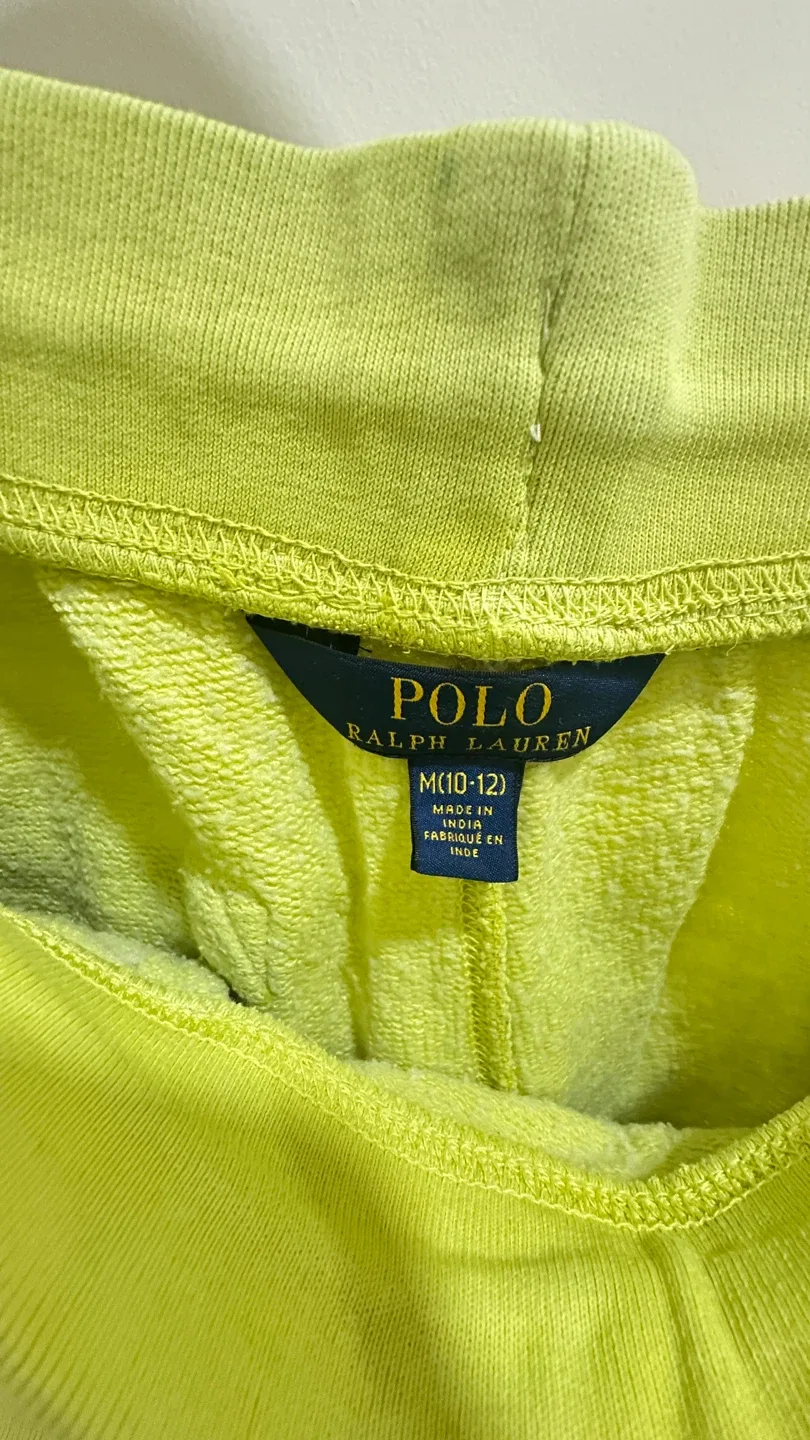 POLO
RALPH LAUREN
M(10-12)
MADE IN
INDIA
FABRIQUÉ EN
INDE